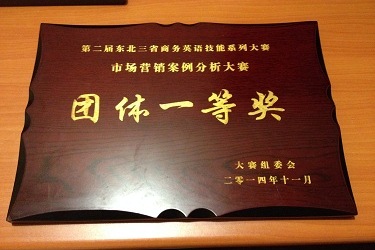 第二届东北三省商务英语技能系列大赛
市场营销案例分析大赛
团体一等奖
大赛组委会
二零一四年十一月